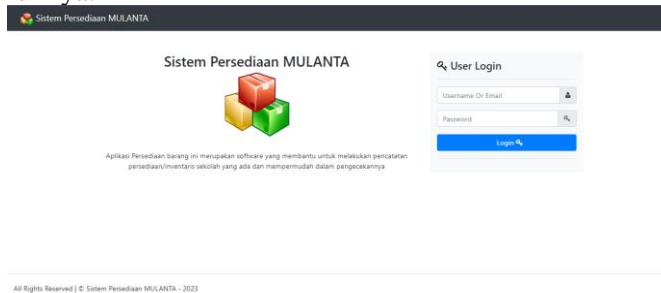 Sistem Persediaan MULANTA
Sistem Persediaan MULANTA
Aplikasi Persediaan barang ini merupakan software yang membantu untuk melakukan pencatatan
persediaan/inventaris sekolah yang ada dan mempermudah dalam pengecekannya
User Login
Username Or Email
Password
Login
All Rights Reserved | © Sistem Persediaan MULANTA - 2023